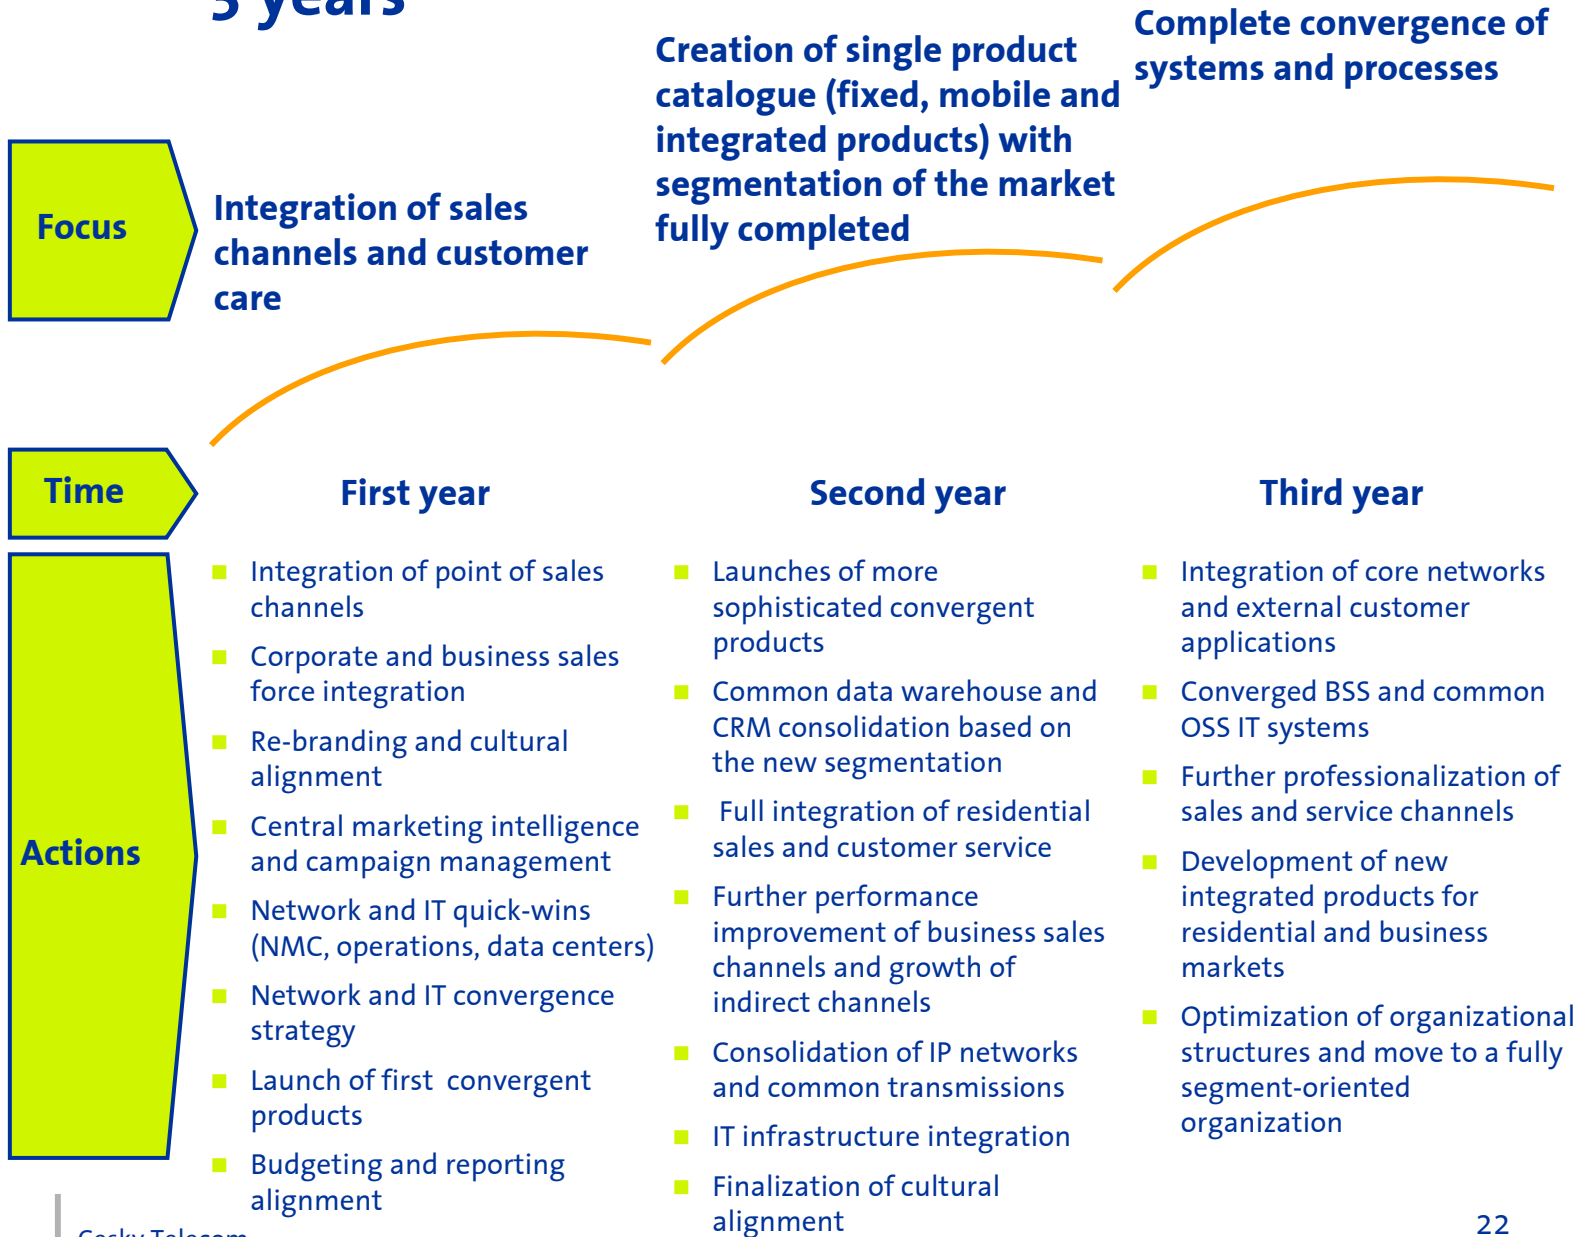 3 years
Complete convergence of
systems and processes
Creation of single product
catalogue (fixed, mobile and
integrated products) with
segmentation of the market
fully completed
Focus
Integration of sales
channels and customer
care
Time
First year
Second year
Third year
Actions
Integration of point of sales
channels
Corporate and business sales
force integration
Re-branding and cultural
alignment
Central marketing intelligence
and campaign management
Network and IT quick-wins
(NMC, operations, data centers)
Network and IT convergence
strategy
Launch of first convergent
products
Budgeting and reporting
alignment
Launches of more
sophisticated convergent
products
Common data warehouse and
CRM consolidation based on
the new segmentation
Full integration of residential
sales and customer service
Further performance
improvement of business sales
channels and growth of
indirect channels
Consolidation of IP networks
and common transmissions
IT infrastructure integration
Finalization of cultural
alignment
Integration of core networks
and external customer
applications
Converged BSS and common
OSS IT systems
Further professionalization of
sales and service channels
Development of new
integrated products for
residential and business
markets
Optimization of organizational
structures and move to a fully
segment-oriented
organization
Cesky Telecom
22